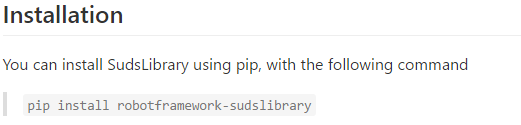 Installation
You can install SudsLibrary using pip, with the following command
pip install robotframework-sudslibrary